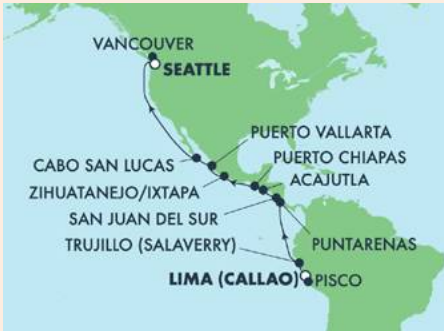 VANCOUVER
SEATTLE
PUERTO VALLARTA
CABO SAN LUCAS
PUERTO CHIAPAS
ZIHUATANEJO/IXTAPA
ACAJUTLA
SAN JUAN DEL SUR
TRUJILLO (SALAVERRY)
PUNTARENAS
LIMA (CALLAO)
PISCO